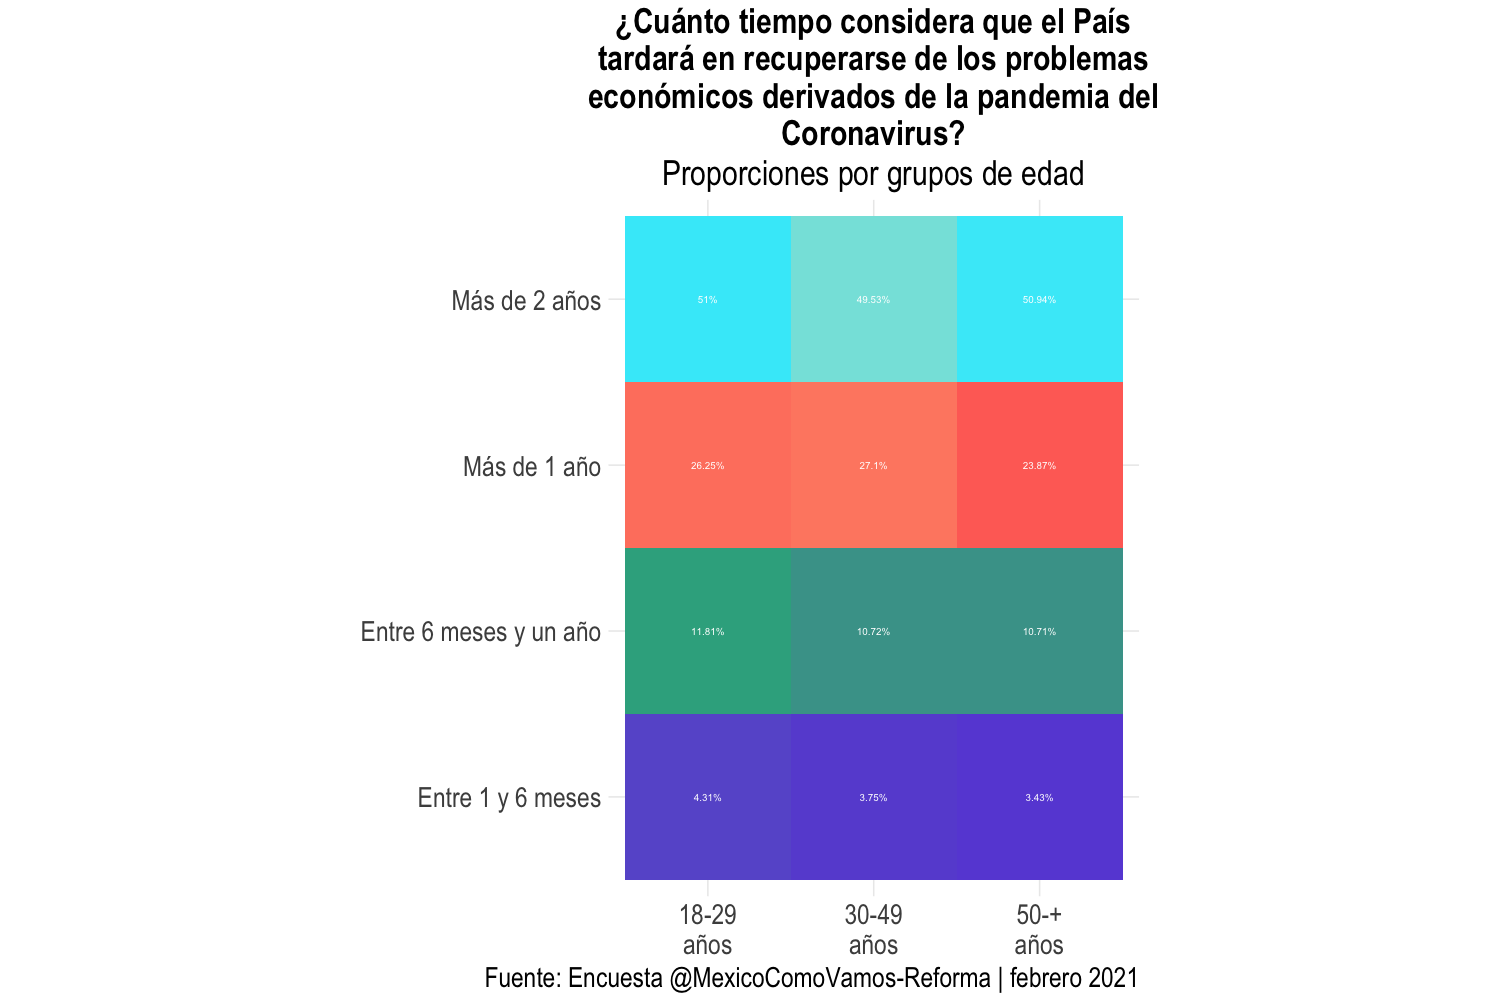 ¿Cuánto tiempo considera que el País
tardará en recuperarse de los problemas
económicos derivados de la pandemia del
Coronavirus?
Proporciones por grupos de edad
Más de 2 años
51%
49.53%
50.94%
Más de 1 año
26.25%
27.1%
23.87%
Entre 6 meses y un año
11.81%
10.72%
10.71%
Entre 1 y 6 meses
4.31%
3.75%
3.43%
18-29
años
30-49
años
50-+
años
Fuente: Encuesta @MexicoComoVamos-Reforma | febrero 2021